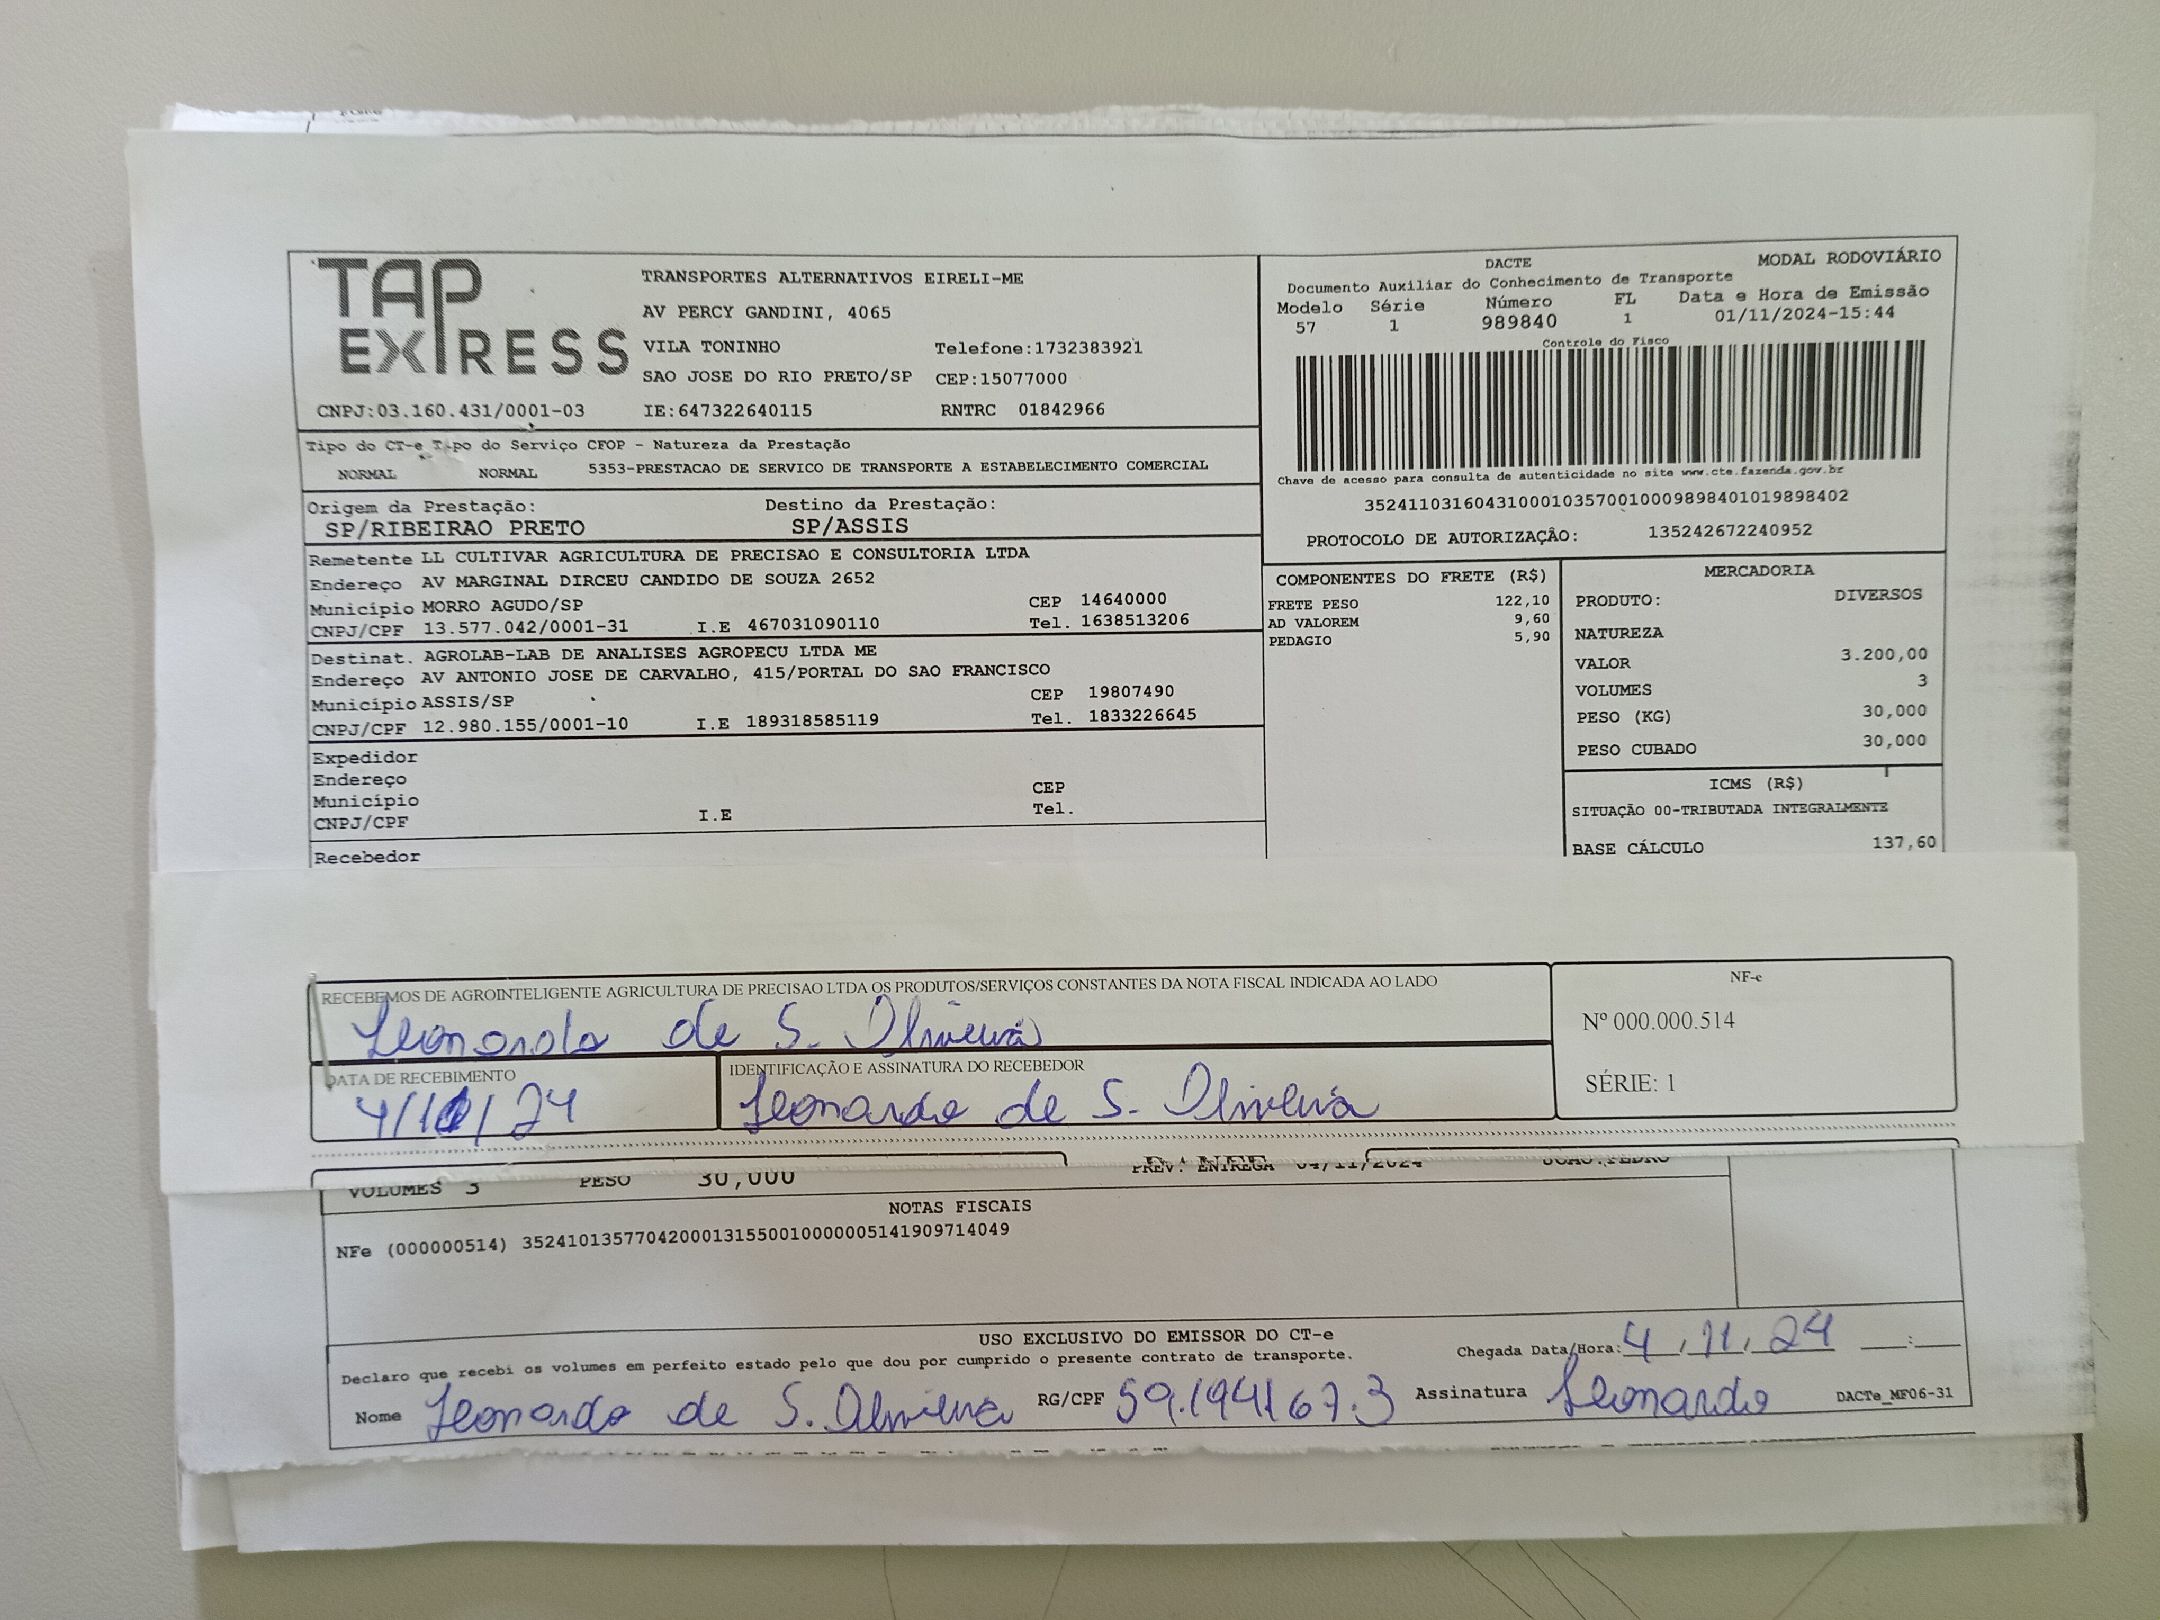 TAP EXPRESS
TRANSPORTES ALTERNATIVOS EIRELI-ME
AV PERCY GANDINI, 4065
VILA TONINHO Telefone:1732383921
SAO JOSE DO RIO PRETO/SP CEP:15077000
CNPJ:03.160.431/0001-03 IE:647322640115 RNTRC 01842966
DACTE MODAL RODOVIÁRIO
Documento Auxiliar do Conhecimento de Transporte
Modelo Série Número FL Data e Hora de Emissão
57 1 989840 1 01/11/2024-15:44
Controle do Fisco
Chave de acesso para consulta de autenticidade no site www.cte.fazenda.gov.br
35241103160431000103570010009898401019898402
PROTOCOLO DE AUTORIZAÇÃO: 135242672240952
Tipo do CT-e Tipo do Serviço CFOP - Natureza da Prestação
NORMAL NORMAL 5353-PRESTACAO DE SERVICO DE TRANSPORTE A ESTABELECIMENTO COMERCIAL
Origem da Prestação: Destino da Prestação:
SP/RIBEIRAO PRETO SP/ASSIS
Remetente LL CULTIVAR AGRICULTURA DE PRECISAO E CONSULTORIA LTDA
Endereço AV MARGINAL DIRCEU CANDIDO DE SOUZA 2652
Município MORRO AGUDO/SP CEP 14640000
CNPJ/CPF 13.577.042/0001-31 I.E 467031090110 Tel. 1638513206
Destinat. AGROLAB-LAB DE ANALISES AGROPECU LTDA ME
Endereço AV ANTONIO JOSE DE CARVALHO, 415/PORTAL DO SAO FRANCISCO
Município ASSIS/SP CEP 19807490
CNPJ/CPF 12.980.155/0001-10 I.E 189318585119 Tel. 1833226645
Expedidor
Endereço
Município CEP
CNPJ/CPF I.E Tel.
Recebedor
COMPONENTES DO FRETE (R$)
FRETE PESO 122,10
AD VALOREM 9,60
PEDAGIO 5,90
MERCADORIA
PRODUTO: DIVERSOS
NATUREZA
VALOR 3.200,00
VOLUMES 3
PESO (KG) 30,000
PESO CUBADO 30,000
ICMS (R$)
SITUAÇÃO 00-TRIBUTADA INTEGRALMENTE
BASE CÁLCULO 137,60
RECEBEMOS DE AGROINTELIGENTE AGRICULTURA DE PRECISAO LTDA OS PRODUTOS/SERVIÇOS CONSTANTES DA NOTA FISCAL INDICADA AO LADO
Leonardo de S. Oliveira
DATA DE RECEBIMENTO IDENTIFICAÇÃO E ASSINATURA DO RECEBEDOR
4/11/24 Leonardo de S. Oliveira
NF-e
Nº 000.000.514
SÉRIE: 1
VOLUMES 3 PESO 30,000 PREV. ENTREGA 04/11/2024 JOAO.PEDRO
NOTAS FISCAIS
NFe (000000514) 35241013577042000131550010000005141909714049
USO EXCLUSIVO DO EMISSOR DO CT-e
Declaro que recebi os volumes em perfeito estado pelo que dou por cumprido o presente contrato de transporte. Chegada Data/Hora: 4/11/24 __:__
Nome Leonardo de S. Oliveira RG/CPF 59.194167.3 Assinatura Leonardo DACTe_MF06-31